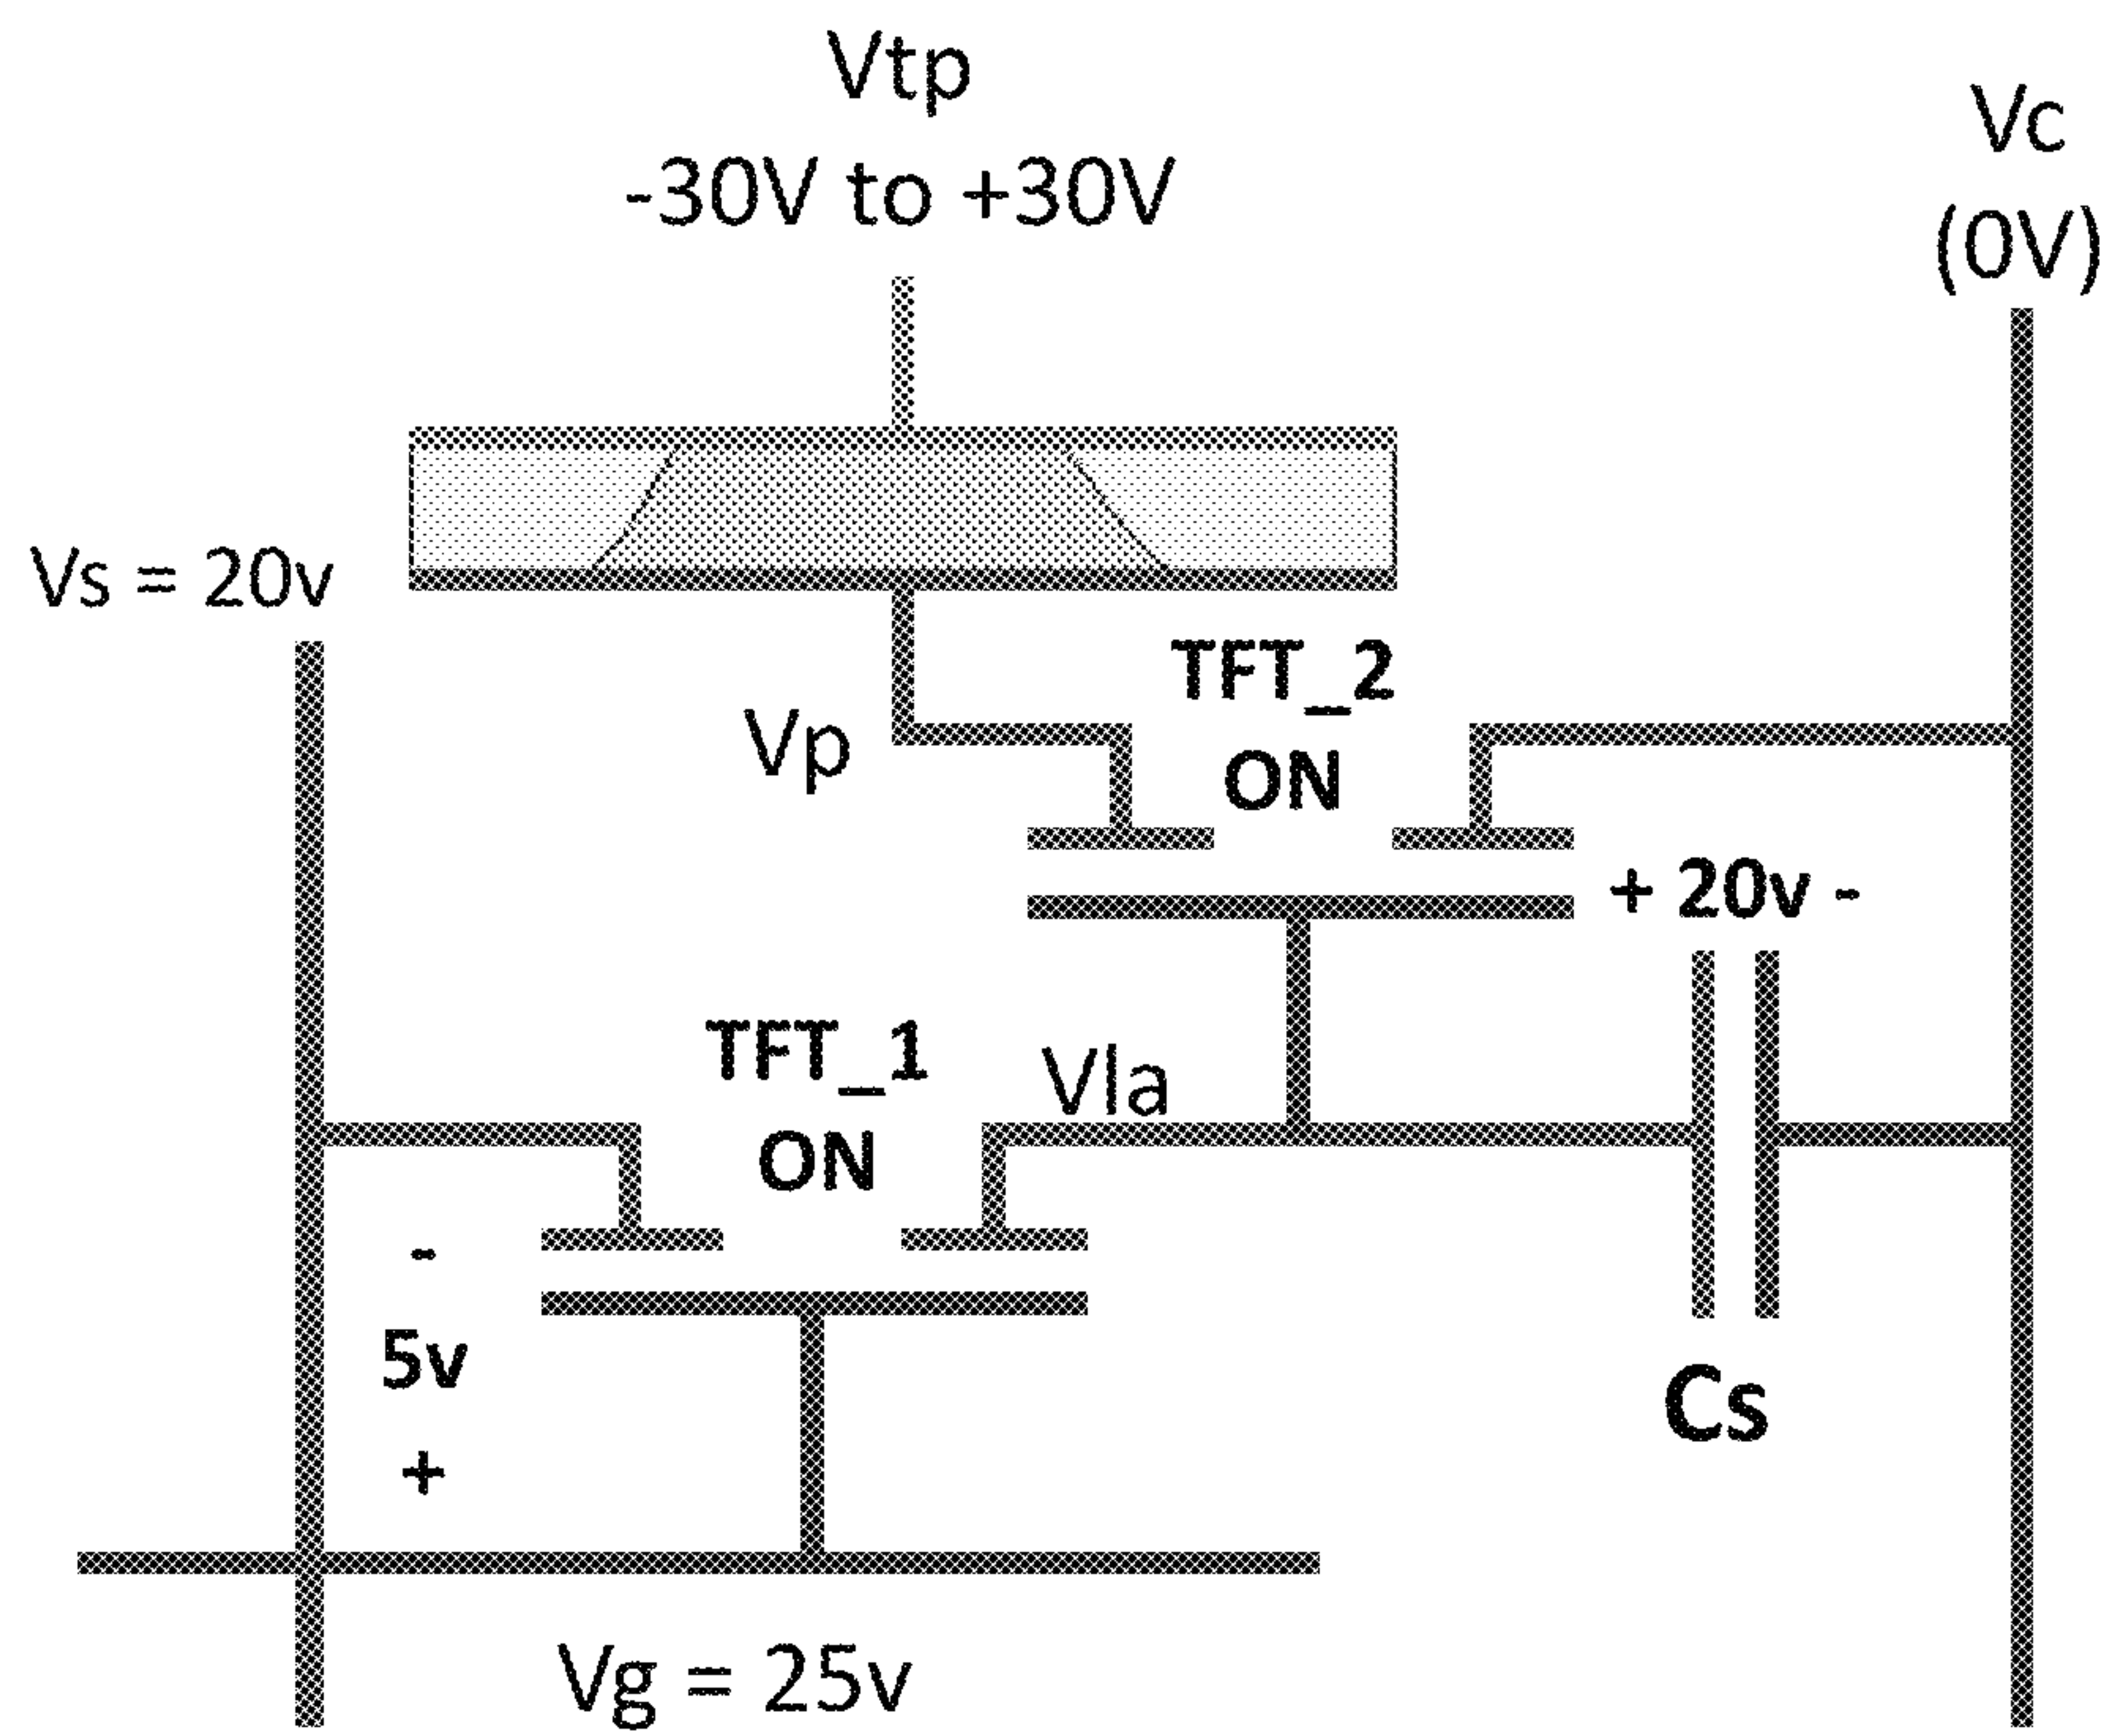 Vtp
-30V to +30V
Vc
(0V)
Vs = 20v
TFT_2
ON
Vp
+ 20v -
TFT_1
ON
Vla
-
5v
+
Cs
Vg = 25v